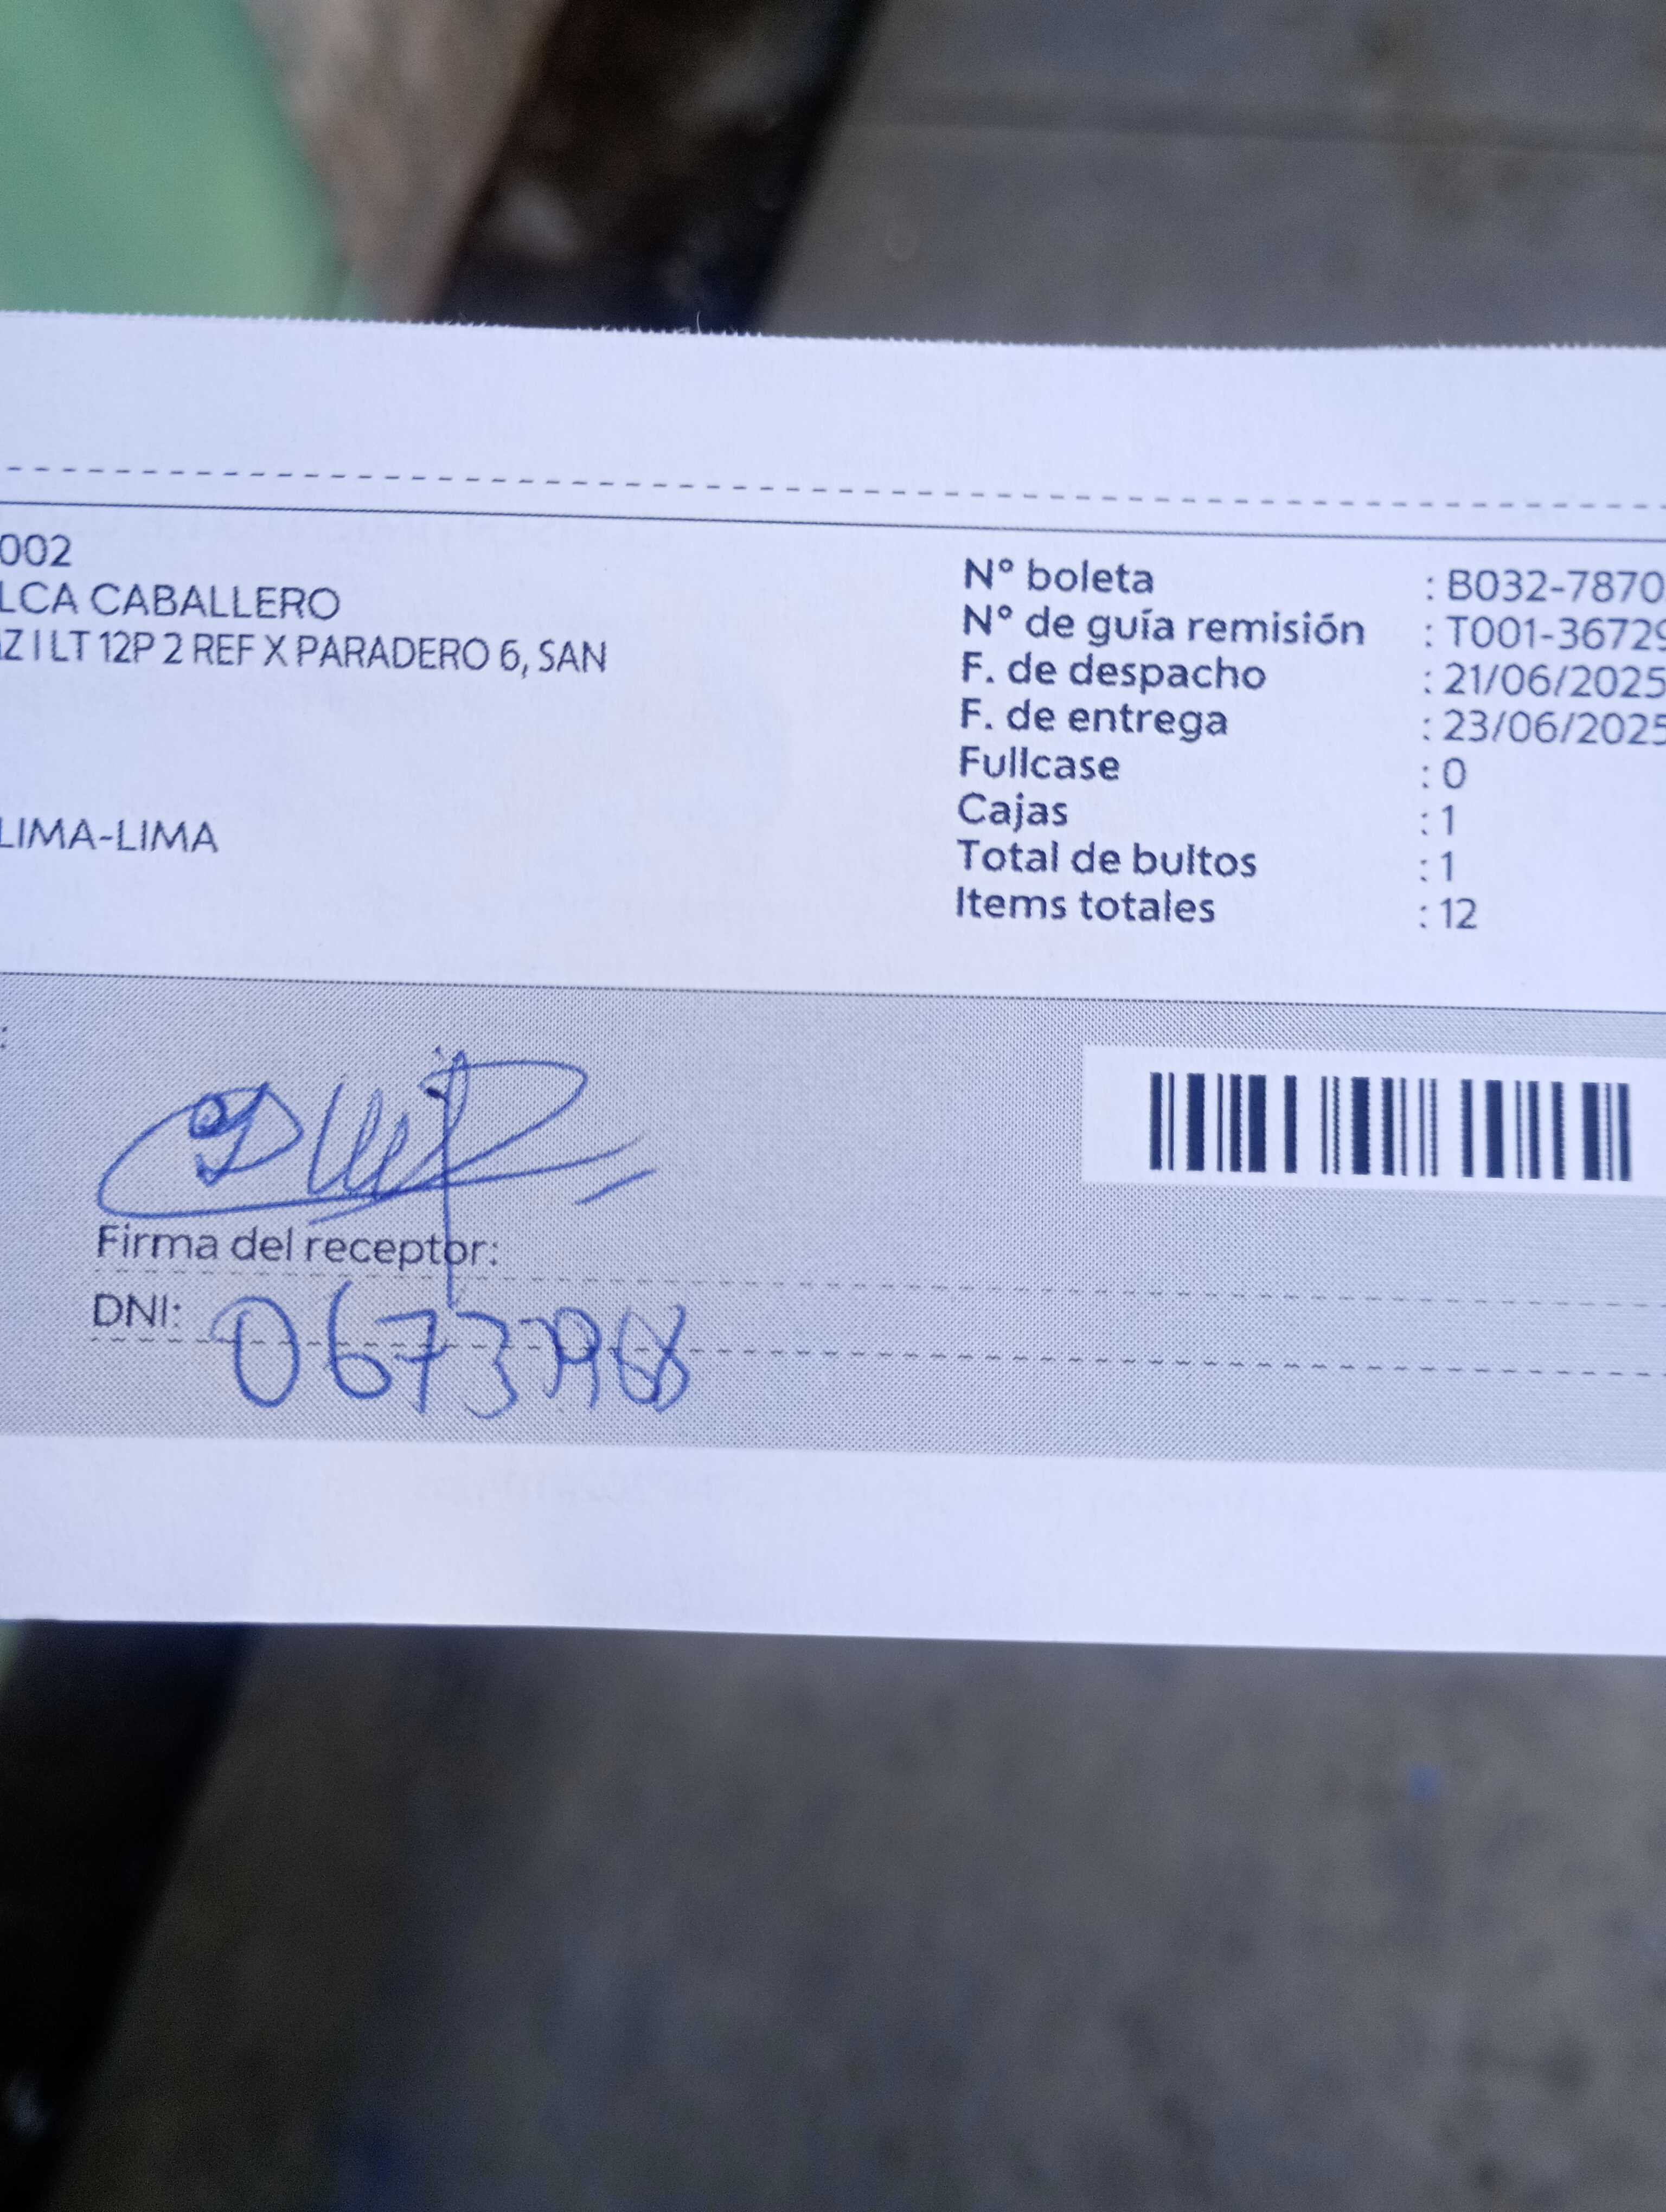 002
LCA CABALLERO
Z I LT 12P 2 REF X PARADERO 6, SAN
LIMA-LIMA
N° boleta : B032-7870
N° de guía remisión : T001-36729
F. de despacho : 21/06/2025
F. de entrega : 23/06/2025
Fullcase : 0
Cajas : 1
Total de bultos : 1
Items totales : 12
:
Firma del receptor:
DNI: